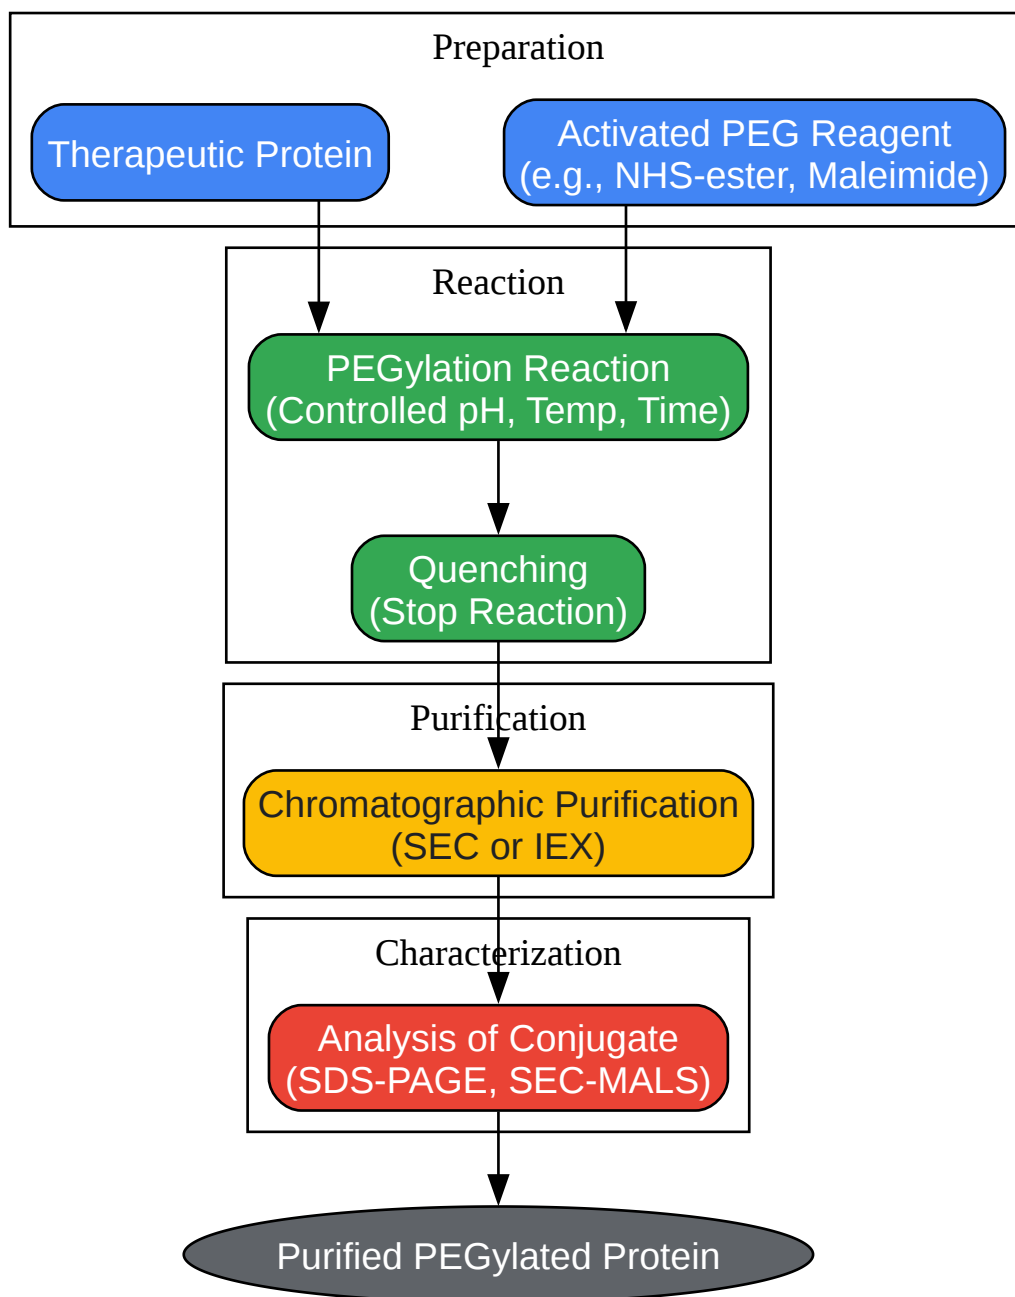 Preparation
Therapeutic Protein
Activated PEG Reagent
(e.g., NHS-ester, Maleimide)
Reaction
PEGylation Reaction
(Controlled pH, Temp, Time)
Quenching
(Stop Reaction)
Purification
Chromatographic Purification
(SEC or IEX)
Characterization
Analysis of Conjugate
(SDS-PAGE, SEC-MALS)
Purified PEGylated Protein